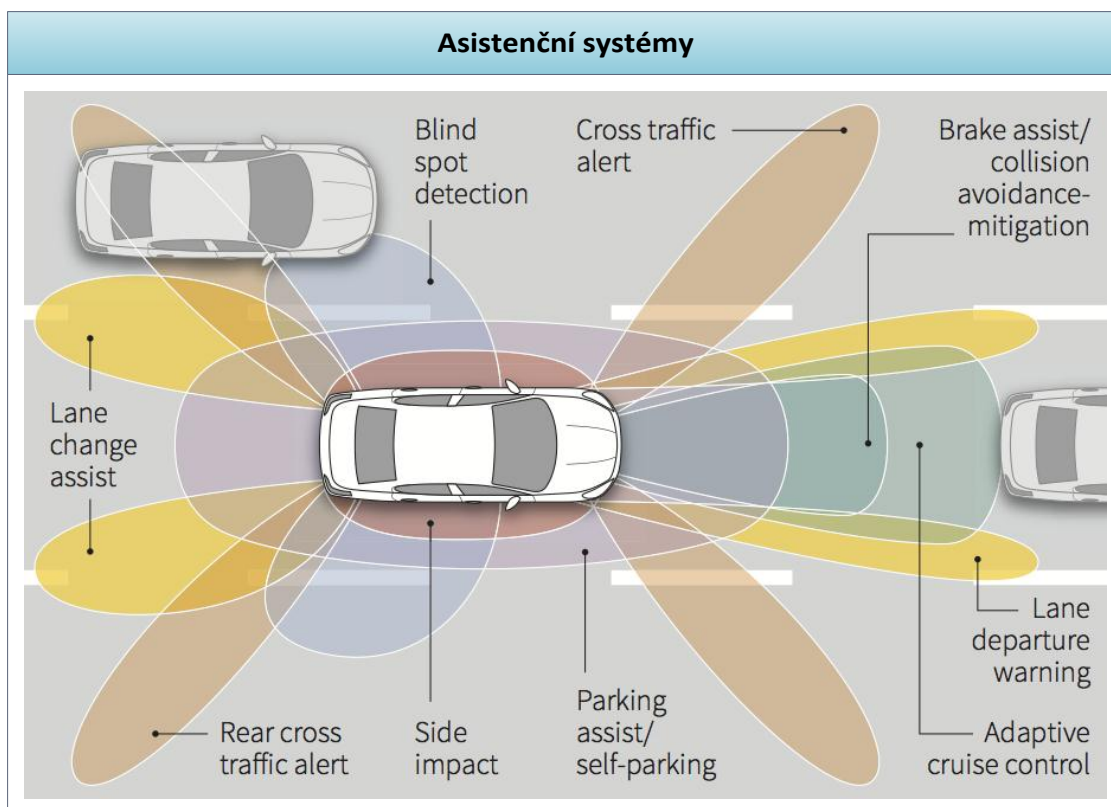 Asistenční systémy
Blind
spot
detection
Cross traffic
alert
Brake assist/
collision
avoidance-
mitigation
Lane
change
assist
Lane
departure
warning
Rear cross
traffic alert
Side
impact
Parking
assist/
self-parking
Adaptive
cruise control